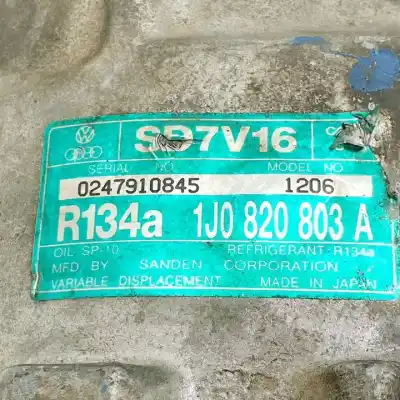 SD7V16
SERIAL NO. MODEL NO
0247910845 1206
R134a 1J0 820 803 A
OIL SP-10 REFRIGERANT-R134a
MFD. BY SANDEN CORPORATION
VARIABLE DISPLACEMENT MADE IN JAPAN